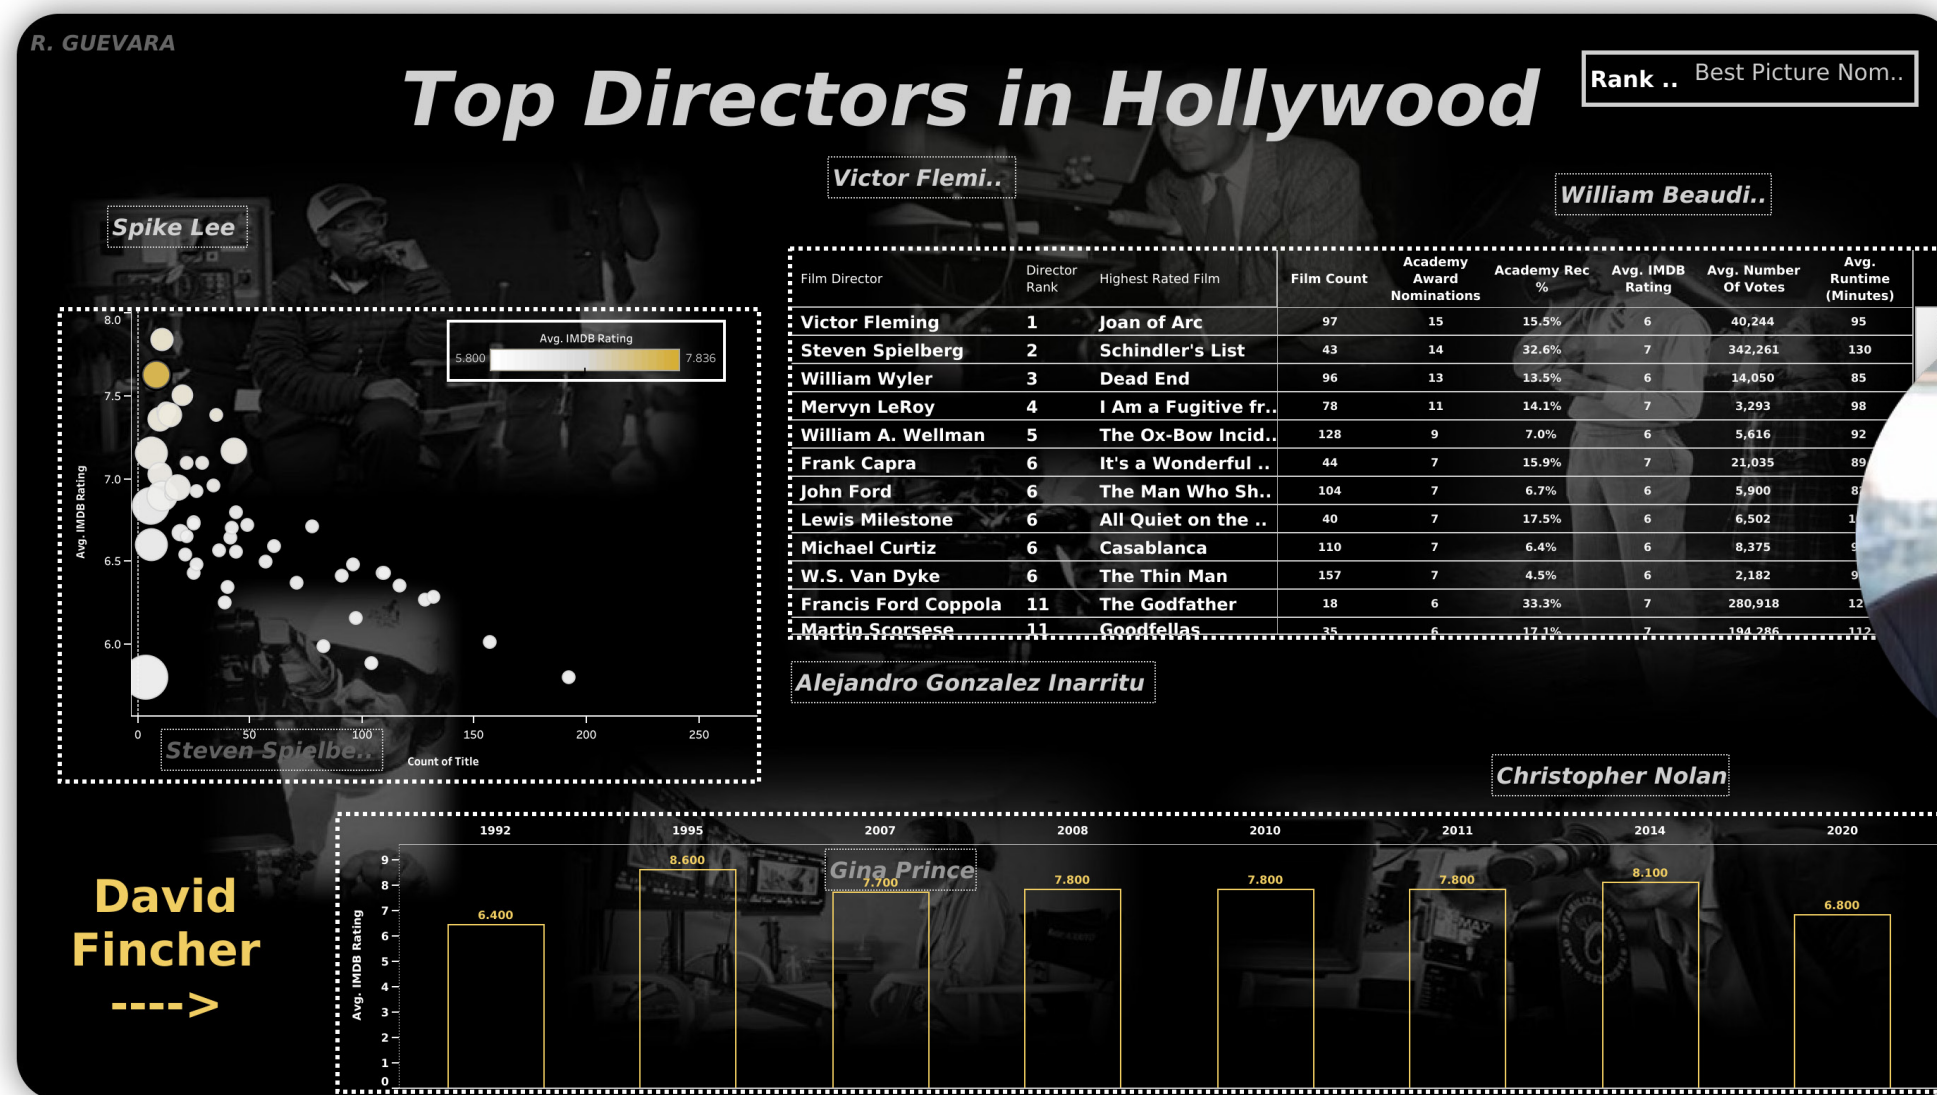 R. GUEVARA
Top Directors in Hollywood
Rank .. Best Picture Nom..
Victor Flemi..
William Beaudi..
Spike Lee
8.0
7.5
7.0
6.5
6.0
Avg. IMDB Rating
Avg. IMDB Rating
5.800 7.836
0 50 100 150 200 250
Count of Title
Steven Spielbe..
Film Director Director Rank Highest Rated Film Film Count Academy Award Nominations Academy Rec % Avg. IMDB Rating Avg. Number Of Votes Avg. Runtime (Minutes)
Victor Fleming 1 Joan of Arc 97 15 15.5% 6 40,244 95
Steven Spielberg 2 Schindler's List 43 14 32.6% 7 342,261 130
William Wyler 3 Dead End 96 13 13.5% 6 14,050 85
Mervyn LeRoy 4 I Am a Fugitive fr.. 78 11 14.1% 7 3,293 98
William A. Wellman 5 The Ox-Bow Incid.. 128 9 7.0% 6 5,616 92
Frank Capra 6 It's a Wonderful .. 44 7 15.9% 7 21,035 89
John Ford 6 The Man Who Sh.. 104 7 6.7% 6 5,900
Lewis Milestone 6 All Quiet on the .. 40 7 17.5% 6 6,502
Michael Curtiz 6 Casablanca 110 7 6.4% 6 8,375
W.S. Van Dyke 6 The Thin Man 157 7 4.5% 6 2,182
Francis Ford Coppola 11 The Godfather 18 6 33.3% 7 280,918
Martin Scorsese 11 Goodfellas 35 6 17.1% 7 194,286 112
Alejandro Gonzalez Inarritu
Christopher Nolan
Gina Prince
David
Fincher
---->
1992 1995 2007 2008 2010 2011 2014 2020
9
8
7
6
5
4
3
2
1
0
Avg. IMDB Rating
6.400 8.600 7.700 7.800 7.800 7.800 8.100 6.800